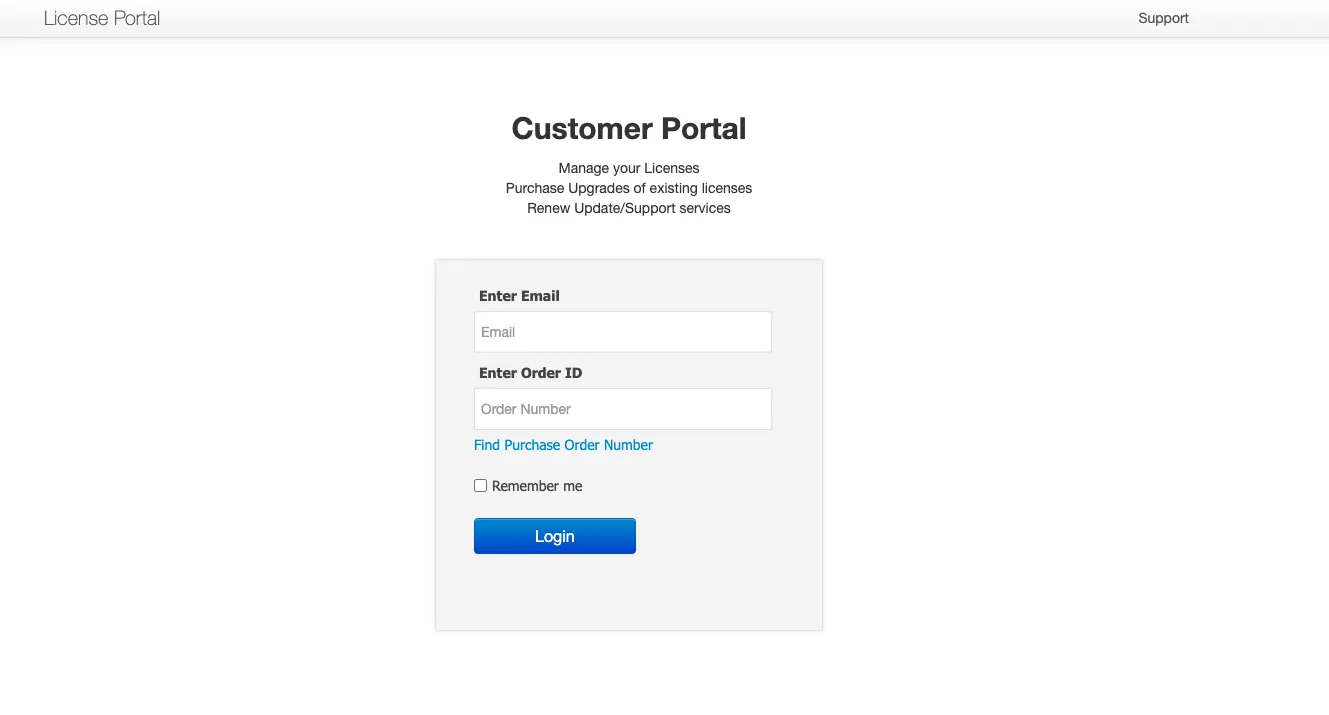 License Portal
Support
Customer Portal
Manage your Licenses
Purchase Upgrades of existing licenses
Renew Update/Support services
Enter Email
Email
Enter Order ID
Order Number
Find Purchase Order Number
Remember me
Login